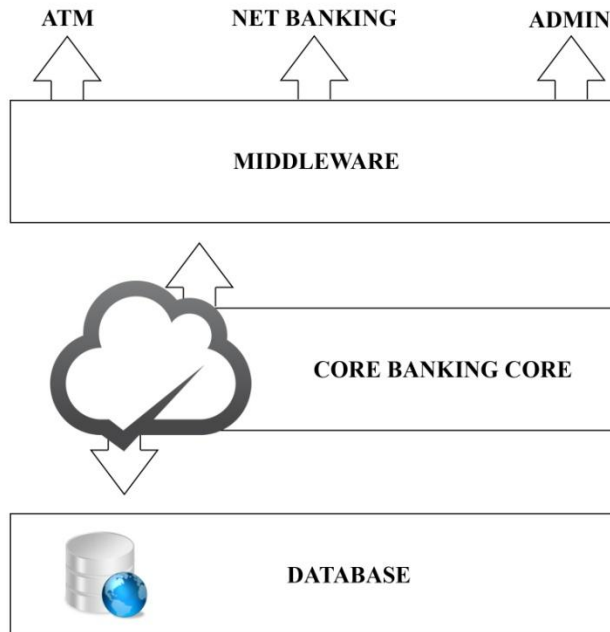 ATM NET BANKING ADMIN
MIDDLEWARE
CORE BANKING CORE
DATABASE